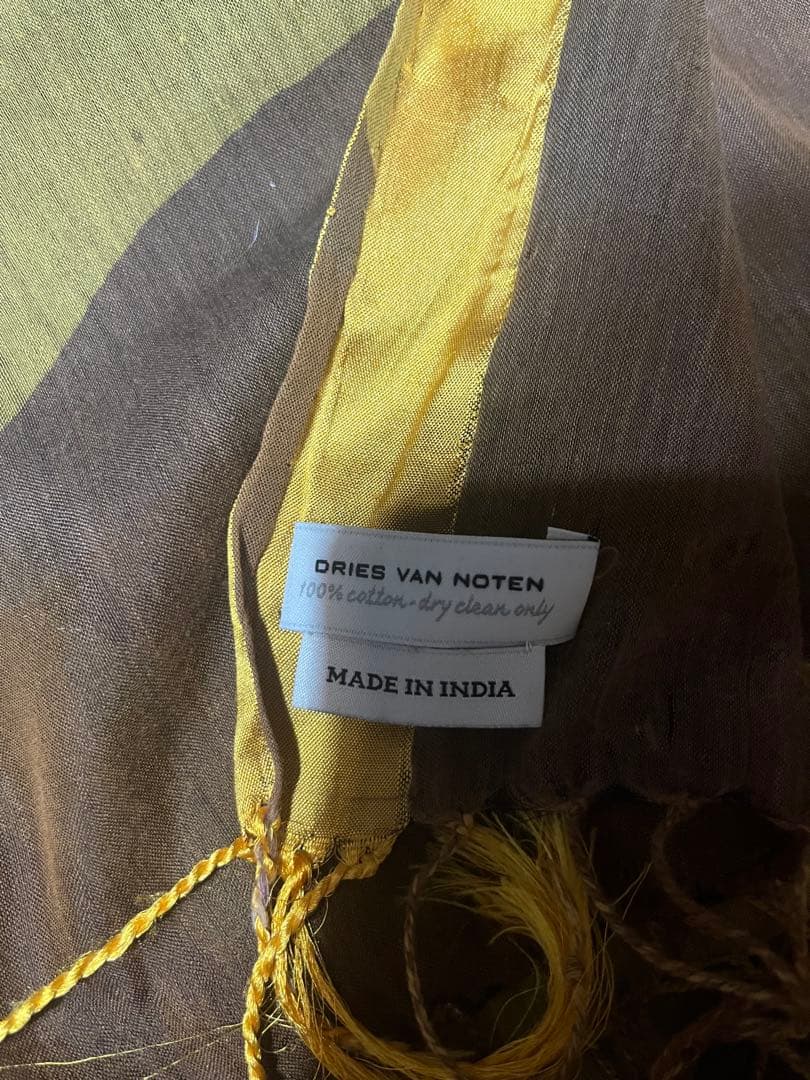 DRIES VAN NOTEN
100% cotton - dry clean only
MADE IN INDIA